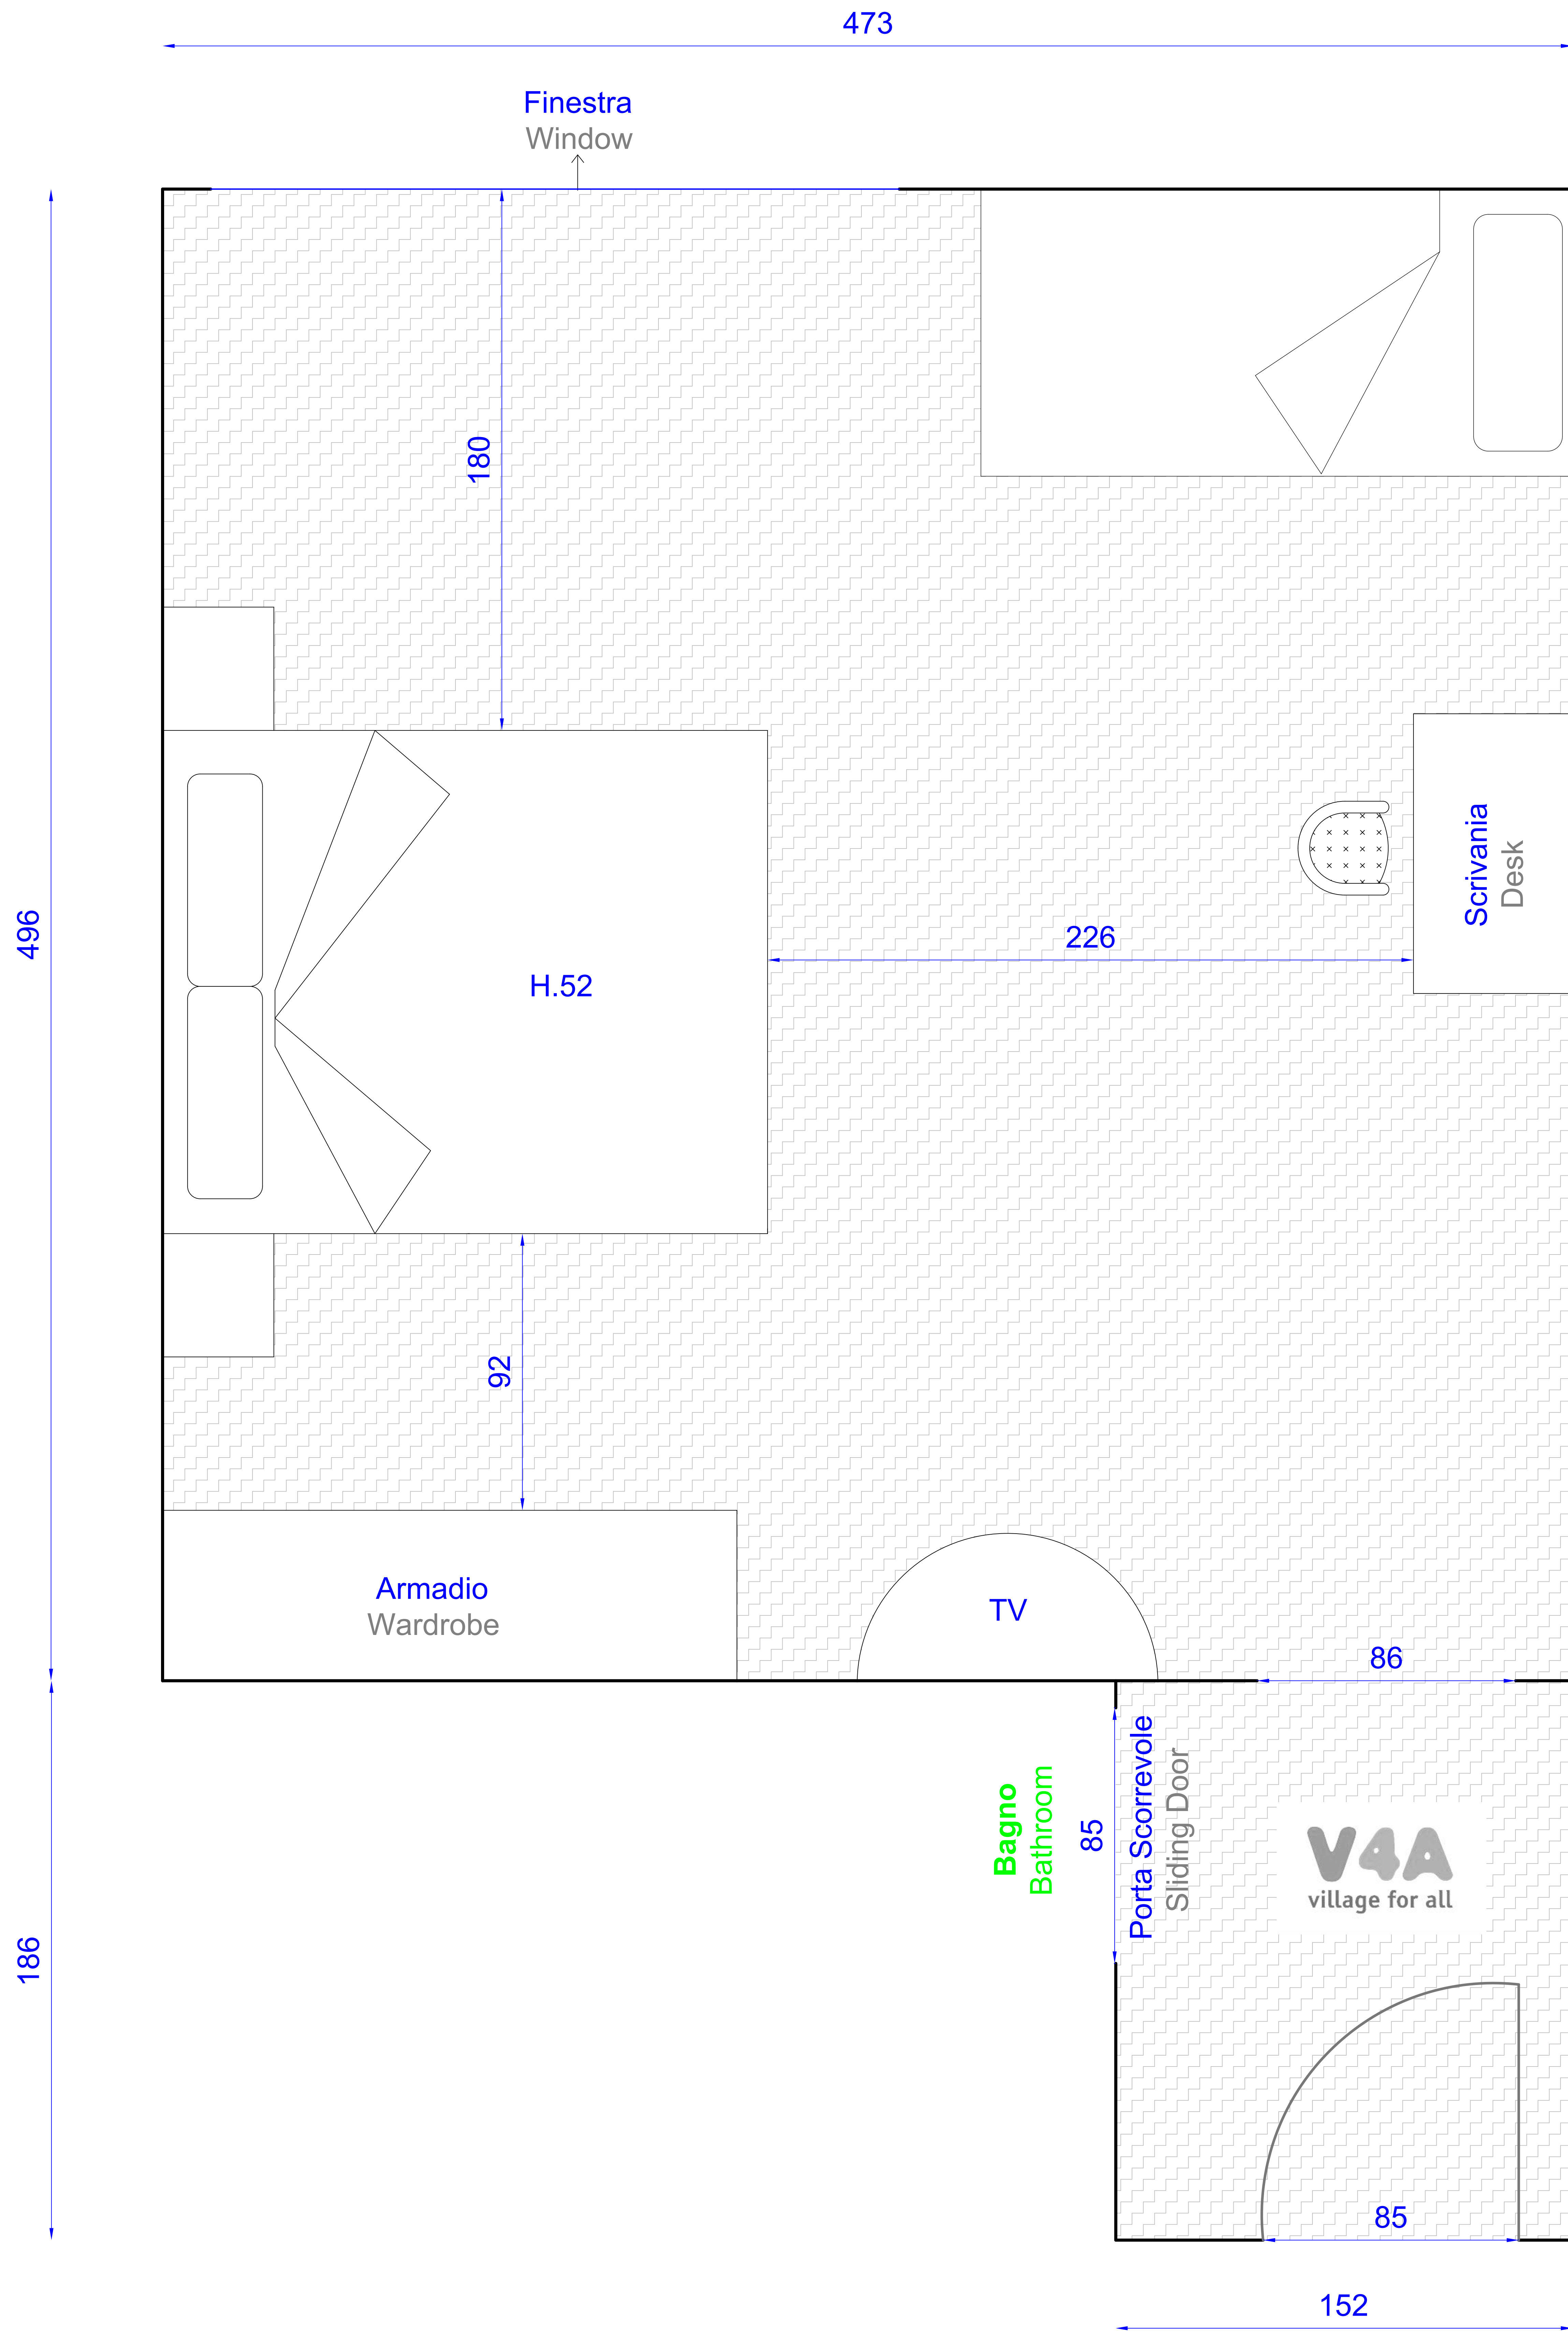 473
Finestra
Window
180
496
Scrivania
Desk
226
H.52
92
Armadio
Wardrobe
TV
86
Bagno
Bathroom
85
Porta Scorrevole
Sliding Door
V4A
village for all
186
85
152